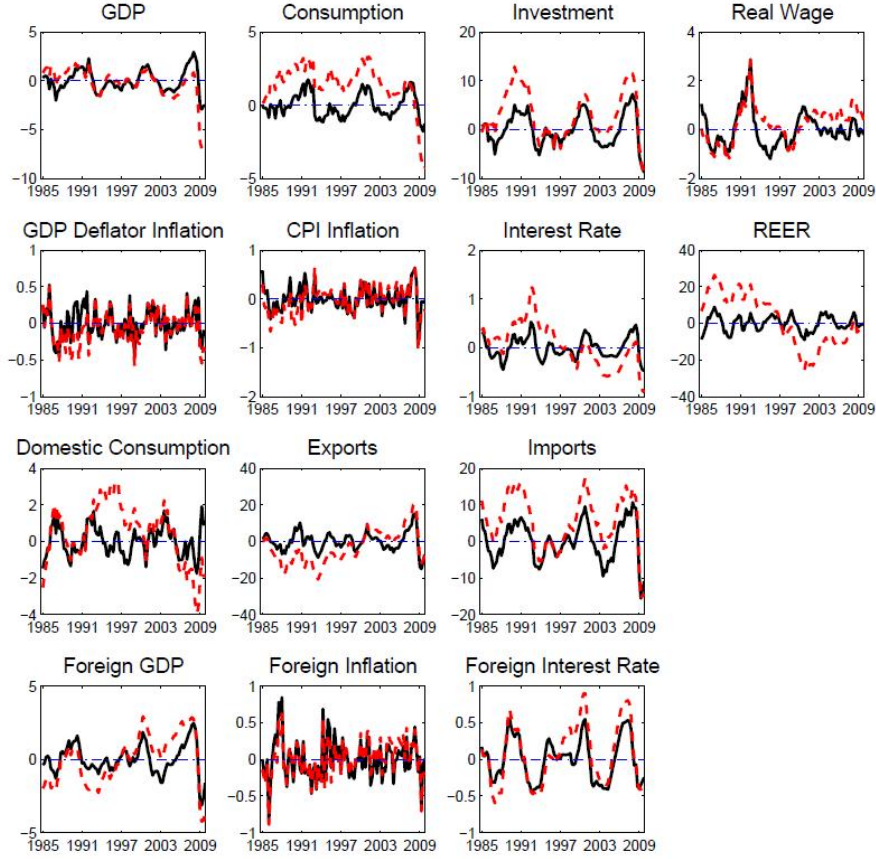 GDP
Consumption
Investment
Real Wage
5
0
−5
−10
1985 1991 1997 2003 2009
5
0
−5
1985 1991 1997 2003 2009
20
10
0
−10
1985 1991 1997 2003 2009
4
2
0
−2
1985 1991 1997 2003 2009
GDP Deflator Inflation
CPI Inflation
Interest Rate
REER
1
0.5
0
−0.5
−1
1985 1991 1997 2003 2009
1
0
−1
−2
1985 1991 1997 2003 2009
2
1
0
−1
1985 1991 1997 2003 2009
40
20
0
−20
−40
1985 1991 1997 2003 2009
Domestic Consumption
Exports
Imports
4
2
0
−2
−4
1985 1991 1997 2003 2009
40
20
0
−20
−40
1985 1991 1997 2003 2009
20
10
0
−10
−20
1985 1991 1997 2003 2009
Foreign GDP
Foreign Inflation
Foreign Interest Rate
5
0
−5
1985 1991 1997 2003 2009
1
0.5
0
−0.5
−1
1985 1991 1997 2003 2009
1
0.5
0
−0.5
−1
1985 1991 1997 2003 2009